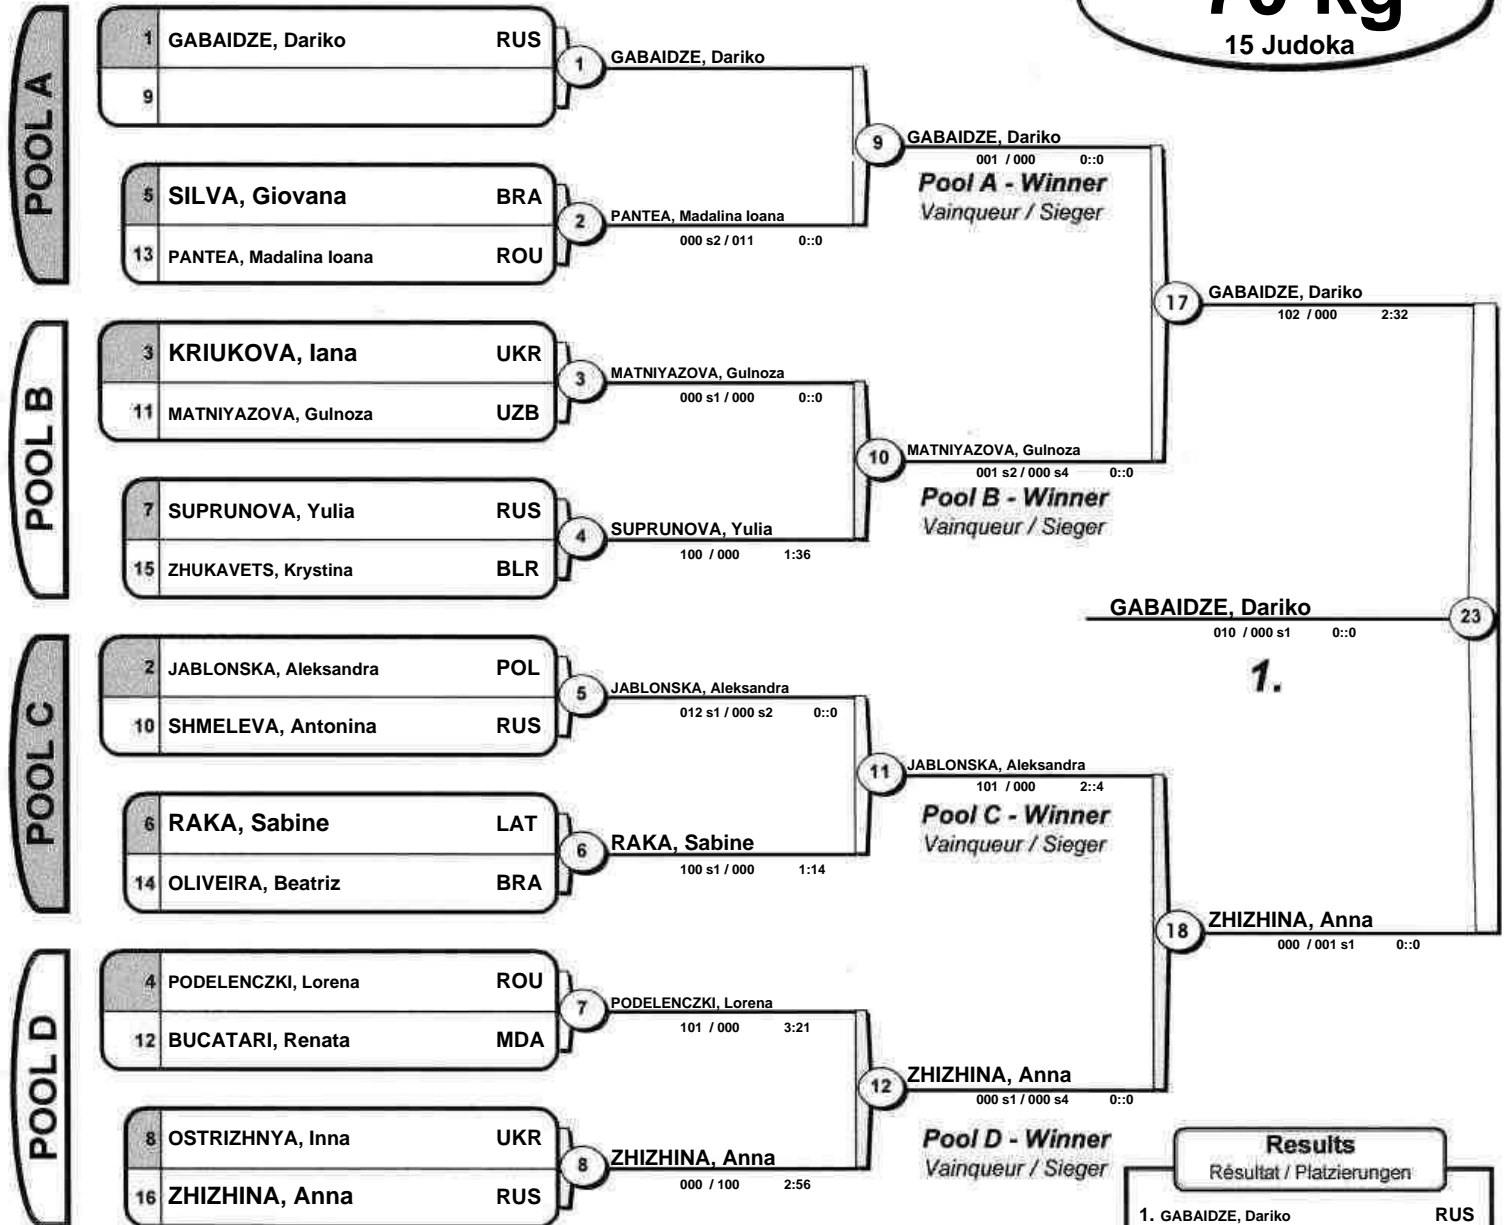 70 kg
15 Judoka
POOL A
1 GABAIDZE, Dariko RUS
9
1
GABAIDZE, Dariko
5 SILVA, Giovana BRA
13 PANTEA, Madalina Ioana ROU
2
PANTEA, Madalina Ioana
000 s2 / 011 0::0
9
GABAIDZE, Dariko
001 / 000 0::0
Pool A - Winner
Vainqueur / Sieger
POOL B
3 KRIUKOVA, Iana UKR
11 MATNIYAZOVA, Gulnoza UZB
3
MATNIYAZOVA, Gulnoza
000 s1 / 000 0::0
7 SUPRUNOVA, Yulia RUS
15 ZHUKAVETS, Krystina BLR
4
SUPRUNOVA, Yulia
100 / 000 1:36
10
MATNIYAZOVA, Gulnoza
001 s2 / 000 s4 0::0
Pool B - Winner
Vainqueur / Sieger
17
GABAIDZE, Dariko
102 / 000 2:32
GABAIDZE, Dariko
010 / 000 s1 0::0
23
1.
POOL C
2 JABLONSKA, Aleksandra POL
10 SHMELEVA, Antonina RUS
5
JABLONSKA, Aleksandra
012 s1 / 000 s2 0::0
6 RAKA, Sabine LAT
14 OLIVEIRA, Beatriz BRA
6
RAKA, Sabine
100 s1 / 000 1:14
11
JABLONSKA, Aleksandra
101 / 000 2::4
Pool C - Winner
Vainqueur / Sieger
POOL D
4 PODELENCZKI, Lorena ROU
12 BUCATARI, Renata MDA
7
PODELENCZKI, Lorena
101 / 000 3:21
8 OSTRIZHNYA, Inna UKR
16 ZHIZHINA, Anna RUS
8
ZHIZHINA, Anna
000 / 100 2:56
12
ZHIZHINA, Anna
000 s1 / 000 s4 0::0
Pool D - Winner
Vainqueur / Sieger
18
ZHIZHINA, Anna
000 / 001 s1 0::0
Results
Résultat / Platzierungen
1. GABAIDZE, Dariko RUS